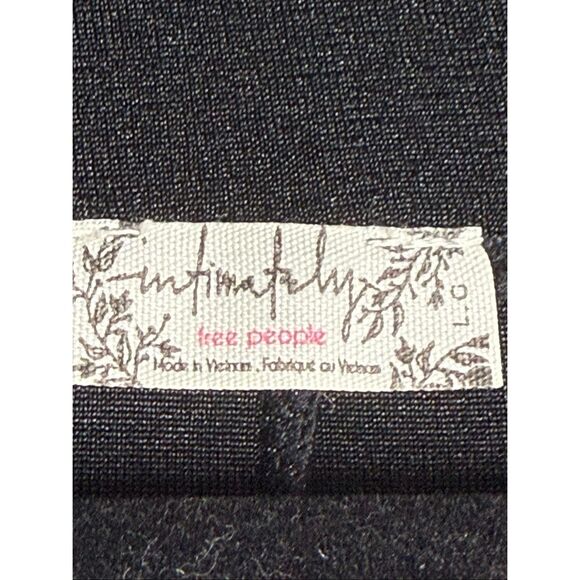 intimately
free people
Made in Vietnam . Fabriqué au Vietnam
L.G